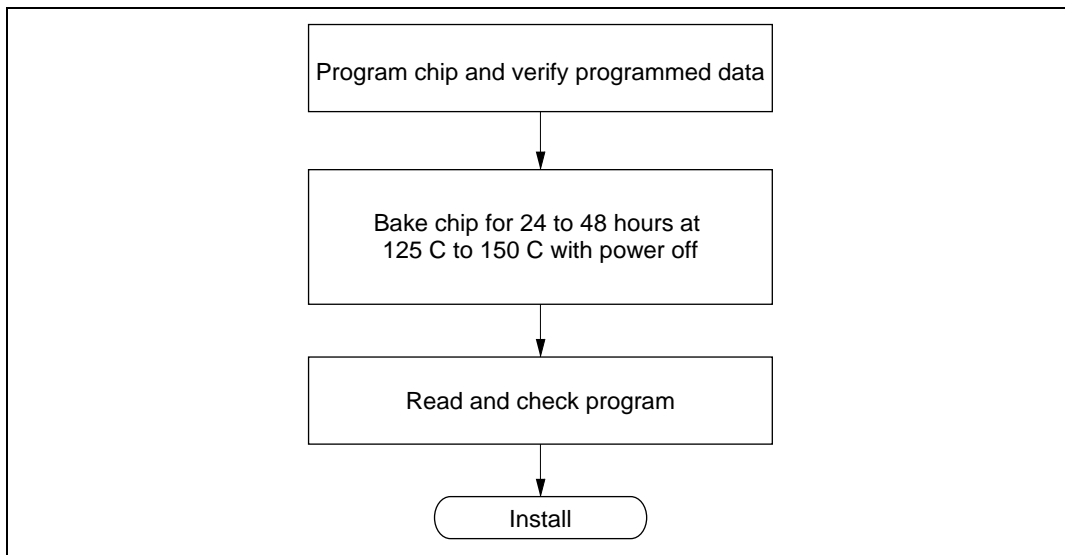 Program chip and verify programmed data
Bake chip for 24 to 48 hours at
125 C to 150 C with power off
Read and check program
Install